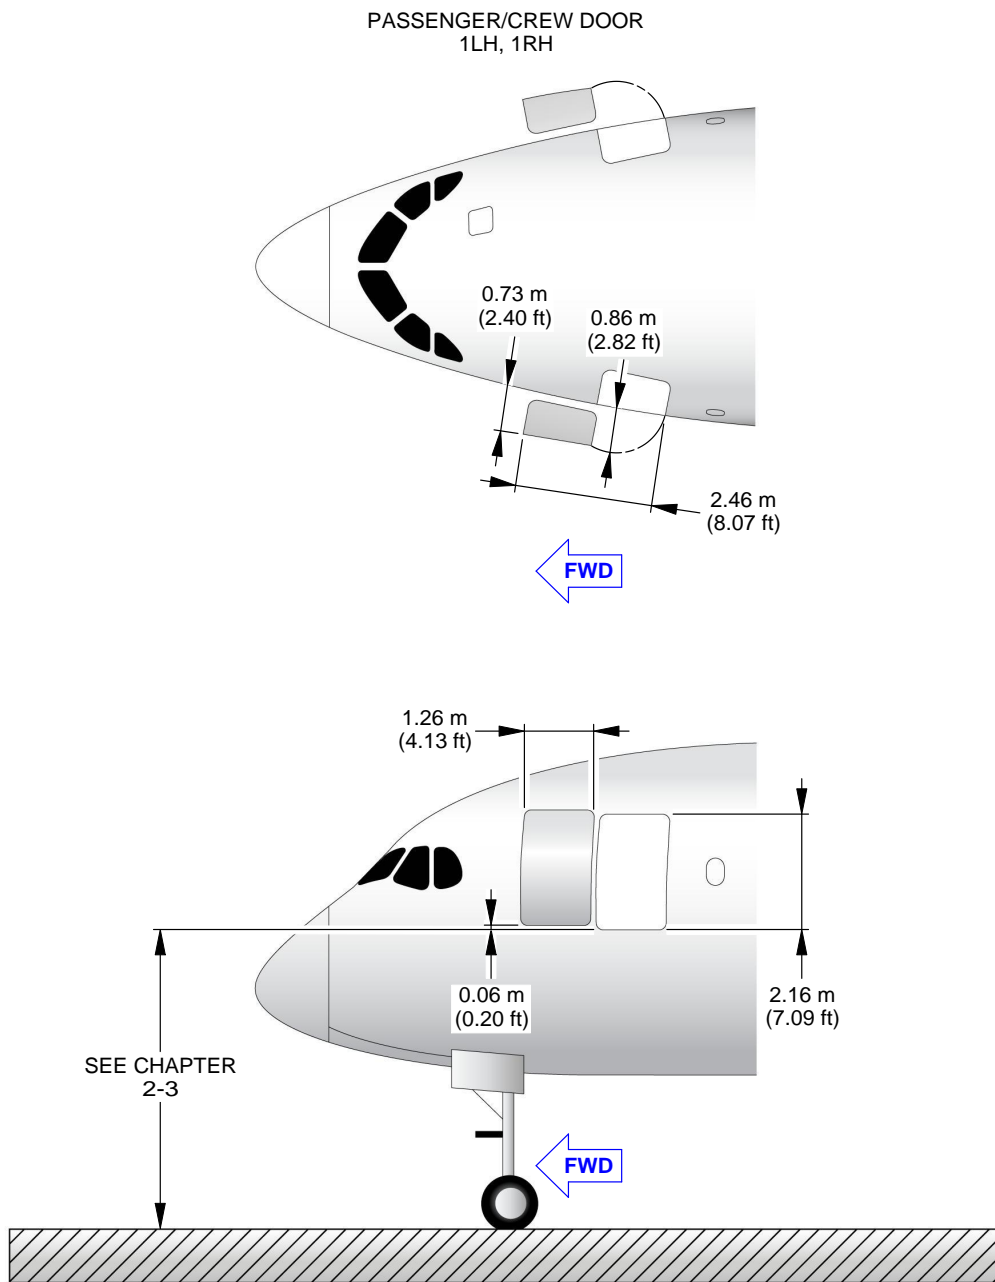 PASSENGER/CREW DOOR
1LH, 1RH
0.73 m
(2.40 ft)
0.86 m
(2.82 ft)
2.46 m
(8.07 ft)
FWD
1.26 m
(4.13 ft)
0.06 m
(0.20 ft)
2.16 m
(7.09 ft)
SEE CHAPTER
2-3
FWD